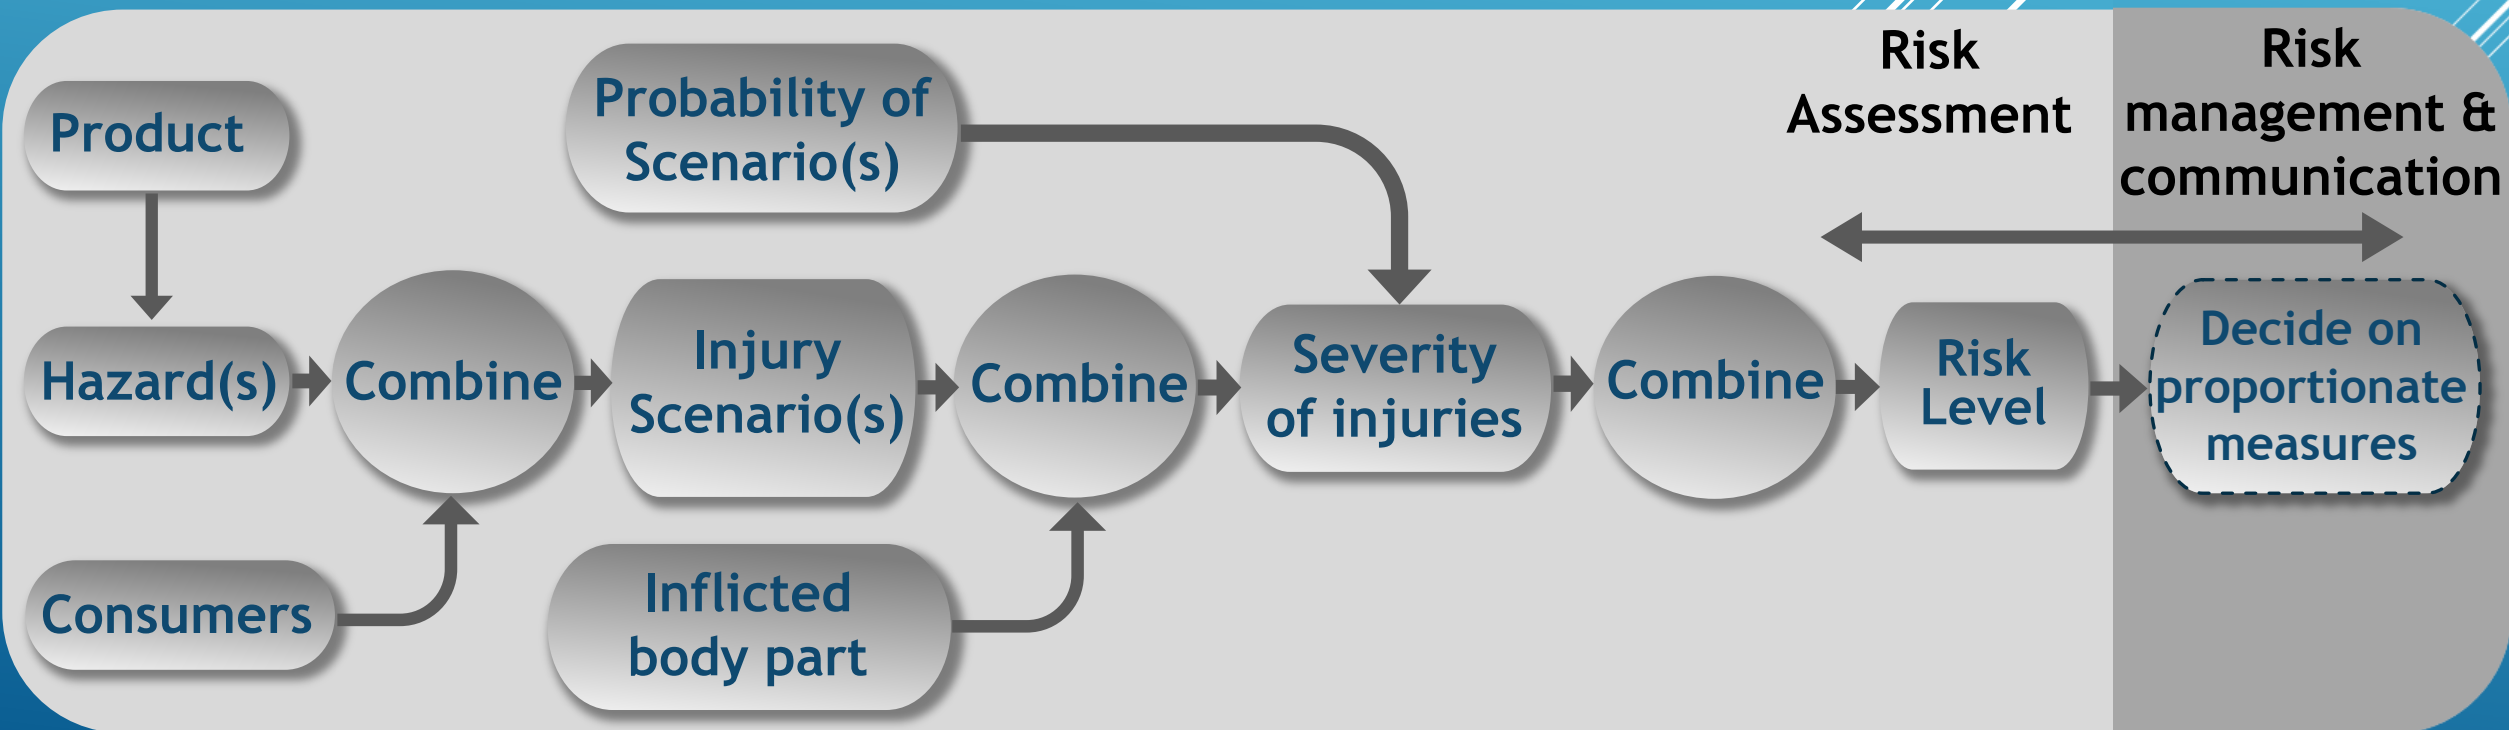 Product
Probability of
Scenario(s)
Risk
Assessment
Risk
management &
communication
Hazard(s)
Combine
Injury
Scenario(s)
Combine
Severity
of injuries
Combine
Risk
Level
Decide on
proportionate
measures
Consumers
Inflicted
body part